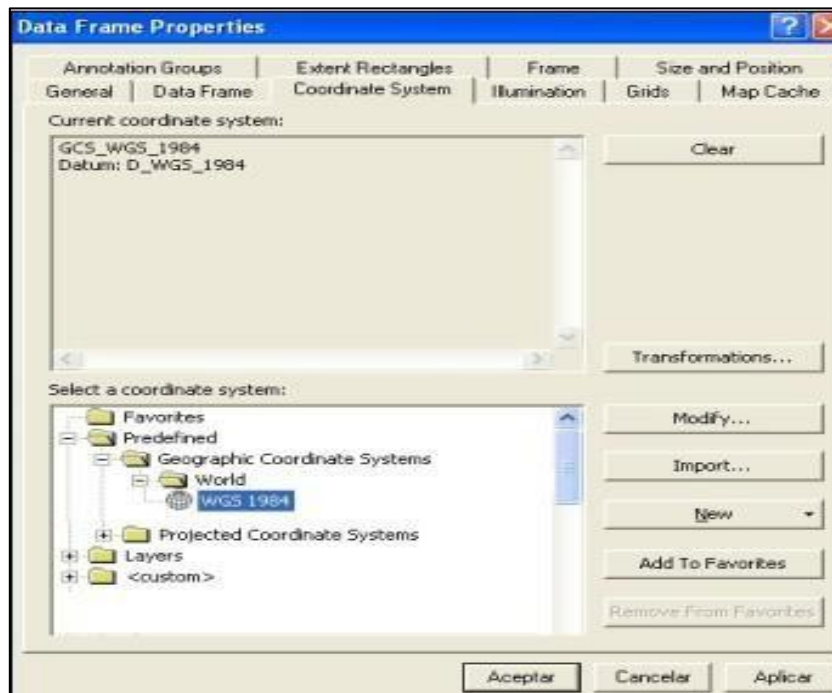 Data Frame Properties
Annotation Groups Extent Rectangles Frame Size and Position
General Data Frame Coordinate System Illumination Grids Map Cache
Current coordinate system:
GCS_WGS_1984
Datum: D_WGS_1984
Clear
Transformations...
Select a coordinate system:
Favorites
Predefined
Geographic Coordinate Systems
World
WGS 1984
Projected Coordinate Systems
Layers
<custom>
Modify...
Import...
New
Add To Favorites
Remove From Favorites
Aceptar Cancelar Aplicar